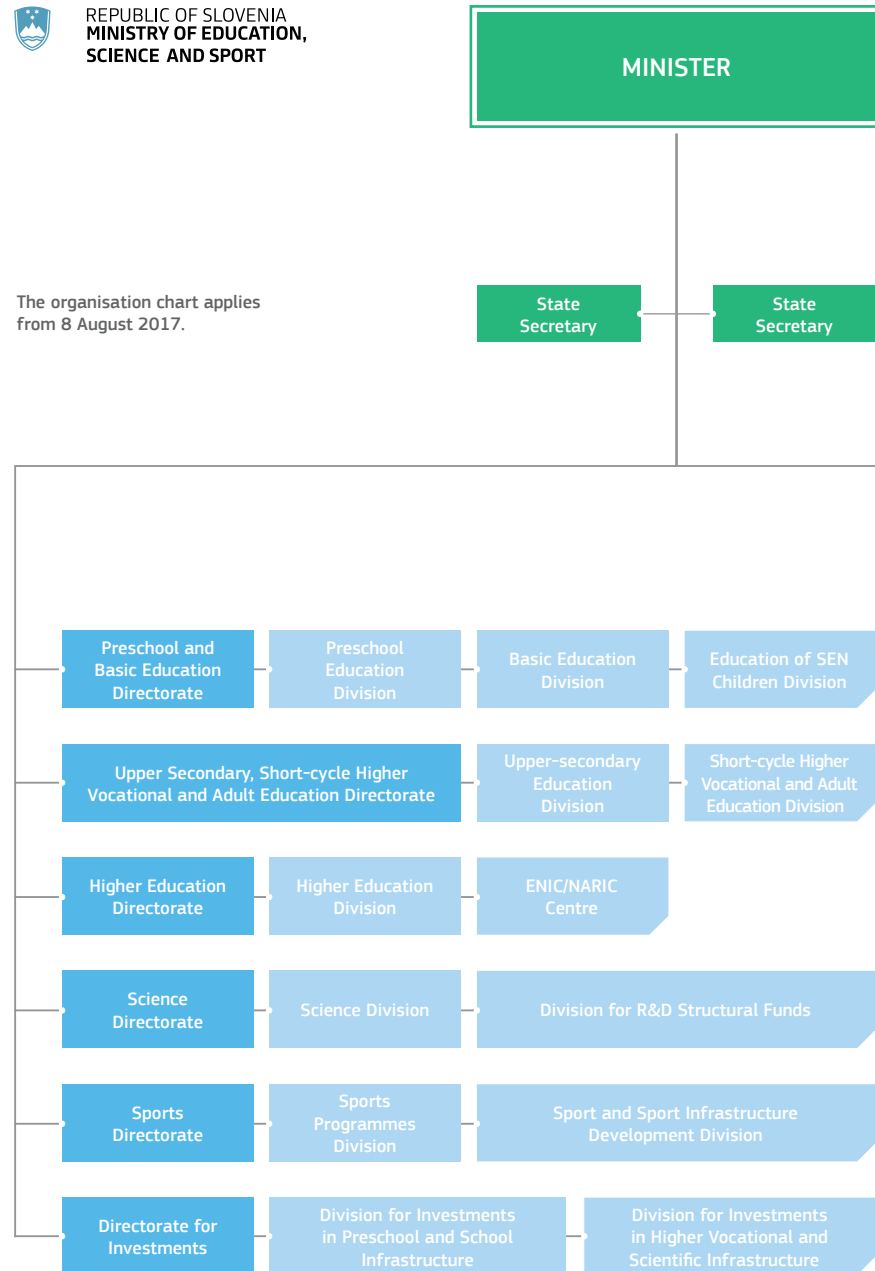 REPUBLIC OF SLOVENIA
MINISTRY OF EDUCATION,
SCIENCE AND SPORT
MINISTER
The organisation chart applies
from 8 August 2017.
State
Secretary
State
Secretary
Preschool and
Basic Education
Directorate
Preschool
Education
Division
Basic Education
Division
Education of SEN
Children Division
Upper Secondary, Short-cycle Higher
Vocational and Adult Education Directorate
Upper-secondary
Education
Division
Short-cycle Higher
Vocational and Adult
Education Division
Higher Education
Directorate
Higher Education
Division
ENIC/NARIC
Centre
Science
Directorate
Science Division
Division for R&D Structural Funds
Sports
Directorate
Sports
Programmes
Division
Sport and Sport Infrastructure
Development Division
Directorate for
Investments
Division for Investments
in Preschool and School
Infrastructure
Division for Investments
in Higher Vocational and
Scientific Infrastructure